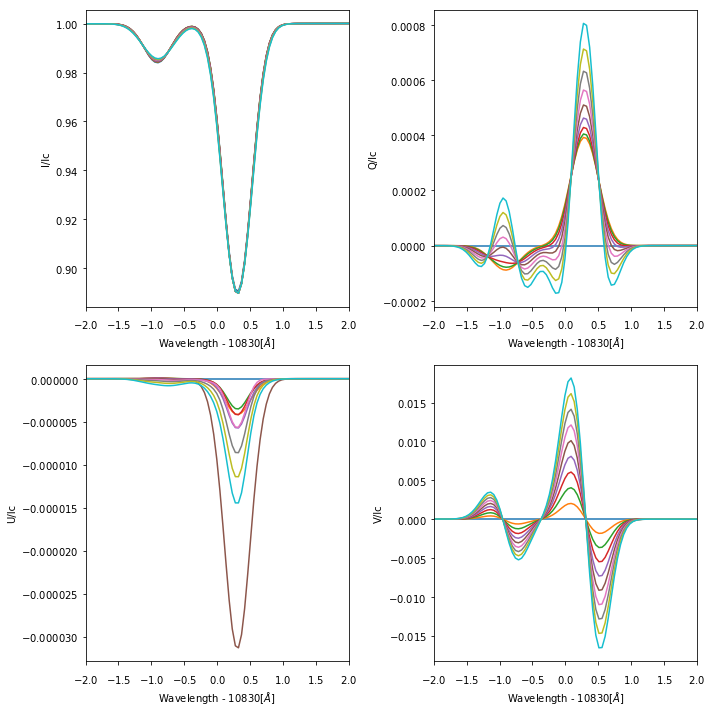 1.00
0.98
0.96
0.94
0.92
0.90
I/Ic
−2.0 −1.5 −1.0 −0.5 0.0 0.5 1.0 1.5 2.0
Wavelength - 10830[Å]
0.0008
0.0006
0.0004
0.0002
0.0000
−0.0002
Q/Ic
−2.0 −1.5 −1.0 −0.5 0.0 0.5 1.0 1.5 2.0
Wavelength - 10830[Å]
0.000000
−0.000005
−0.000010
−0.000015
−0.000020
−0.000025
−0.000030
U/Ic
−2.0 −1.5 −1.0 −0.5 0.0 0.5 1.0 1.5 2.0
Wavelength - 10830[Å]
0.015
0.010
0.005
0.000
−0.005
−0.010
−0.015
V/Ic
−2.0 −1.5 −1.0 −0.5 0.0 0.5 1.0 1.5 2.0
Wavelength - 10830[Å]